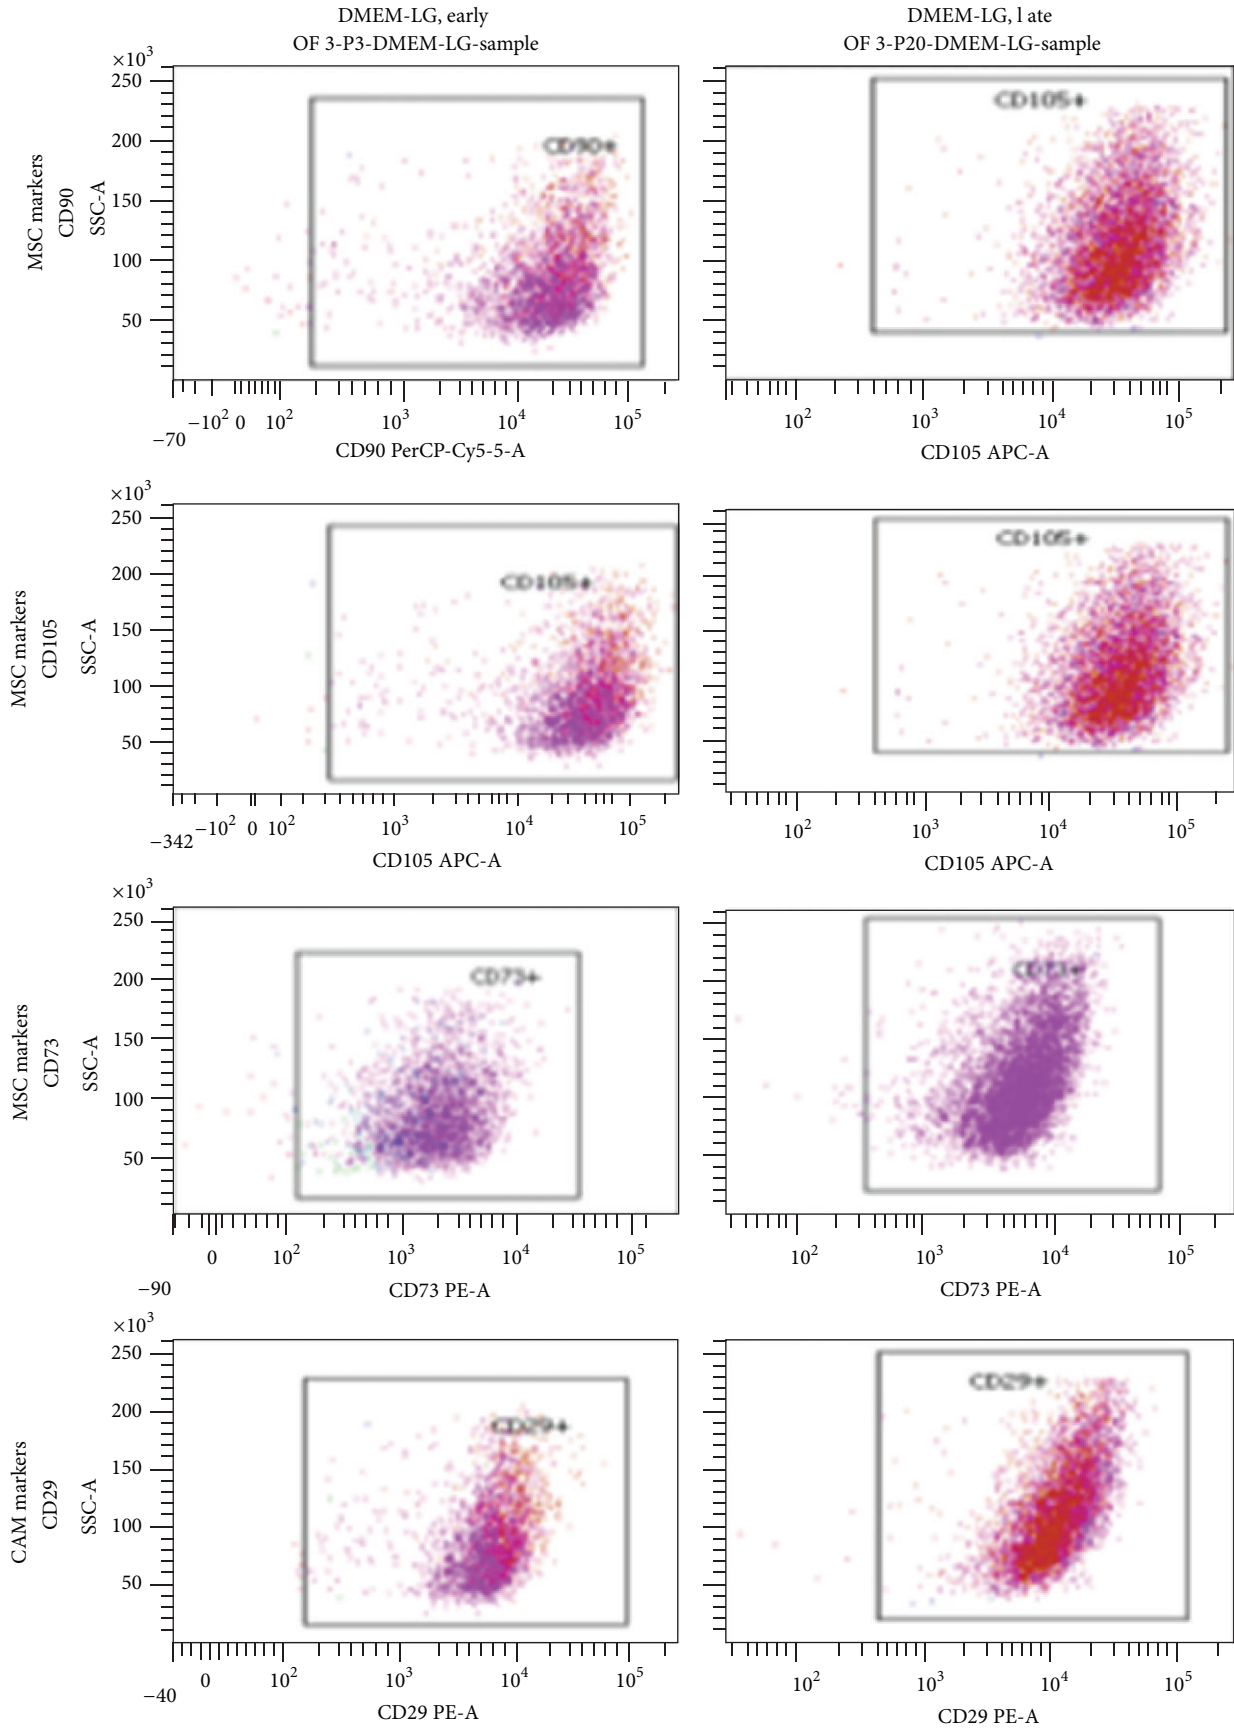 DMEM-LG, early
OF 3-P3-DMEM-LG-sample
DMEM-LG, l ate
OF 3-P20-DMEM-LG-sample
×10³
250
200
150
100
50
MSC markers
CD90
SSC-A
CD90+
−70
−10² 0 10² 10³ 10⁴ 10⁵
CD90 PerCP-Cy5-5-A
CD105+
10² 10³ 10⁴ 10⁵
CD105 APC-A
×10³
250
200
150
100
50
MSC markers
CD105
SSC-A
CD105+
−342
−10² 0 10² 10³ 10⁴ 10⁵
CD105 APC-A
CD105+
10² 10³ 10⁴ 10⁵
CD105 APC-A
×10³
250
200
150
100
50
MSC markers
CD73
SSC-A
CD73+
−90
0 10² 10³ 10⁴ 10⁵
CD73 PE-A
CD73+
10² 10³ 10⁴ 10⁵
CD73 PE-A
×10³
250
200
150
100
50
CAM markers
CD29
SSC-A
CD29+
−40
0 10² 10³ 10⁴ 10⁵
CD29 PE-A
CD29+
10² 10³ 10⁴ 10⁵
CD29 PE-A